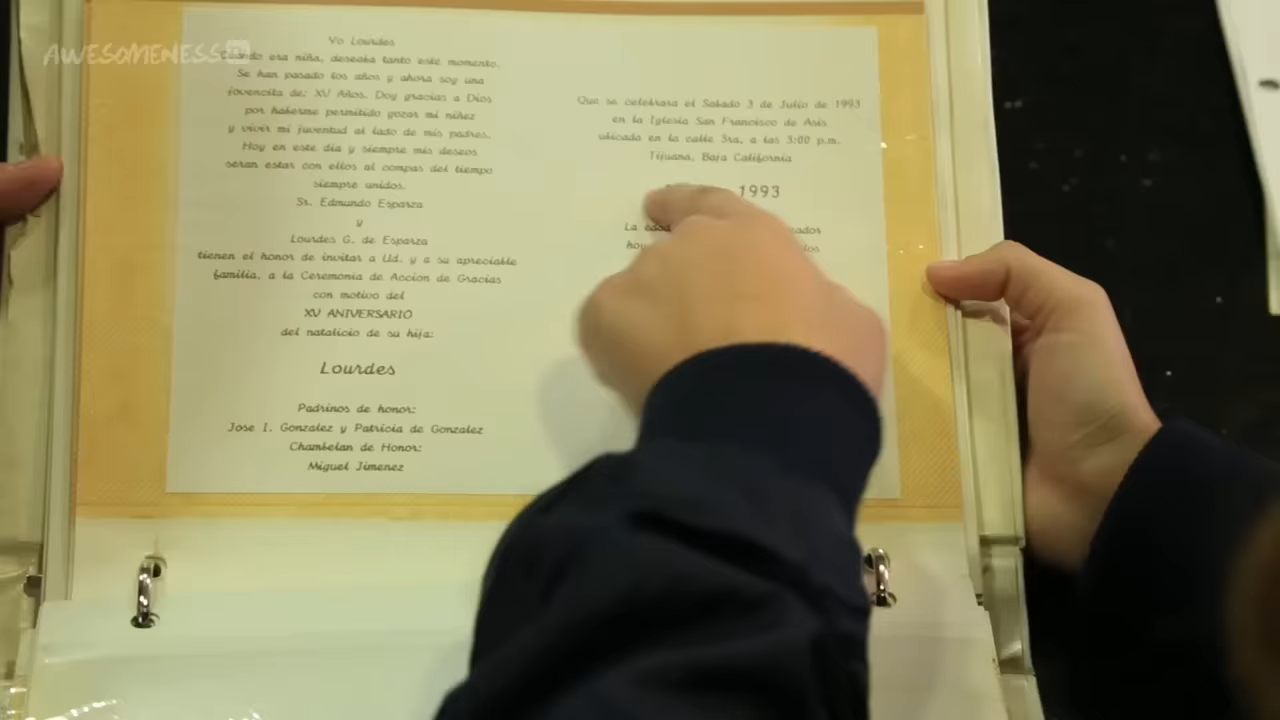 AWESOMENESS TV
Yo Lourdes
Cuando era niña, deseaba tanto este momento.
Se han pasado los años y ahora soy una
jovencita de: XV Años. Doy gracias a Dios
por haberme permitido gozar mi niñez
y vivir mi juventud al lado de mis padres.
Hoy en este dia y siempre mis deseos
seran estar con ellos al compas del tiempo
siempre unidos.
Sr. Edmundo Esparza
y
Lourdes G. de Esparza
tienen el honor de invitar a Ud. y a su apreciable
familia, a la Ceremonia de Accion de Gracias
con motivo del
XV ANIVERSARIO
del natalicio de su hija:
Lourdes
Padrinos de honor:
Jose I. Gonzalez y Patricia de Gonzalez
Chambelan de Honor:
Miguel Jimenez
Que se celebrara el Sabado 3 de Julio de 1993
en la Iglesia San Francisco de Asis.
ubicada en la calle 3ra, a las 3:00 p.m.
Tijuana, Baja California
1993
La edad